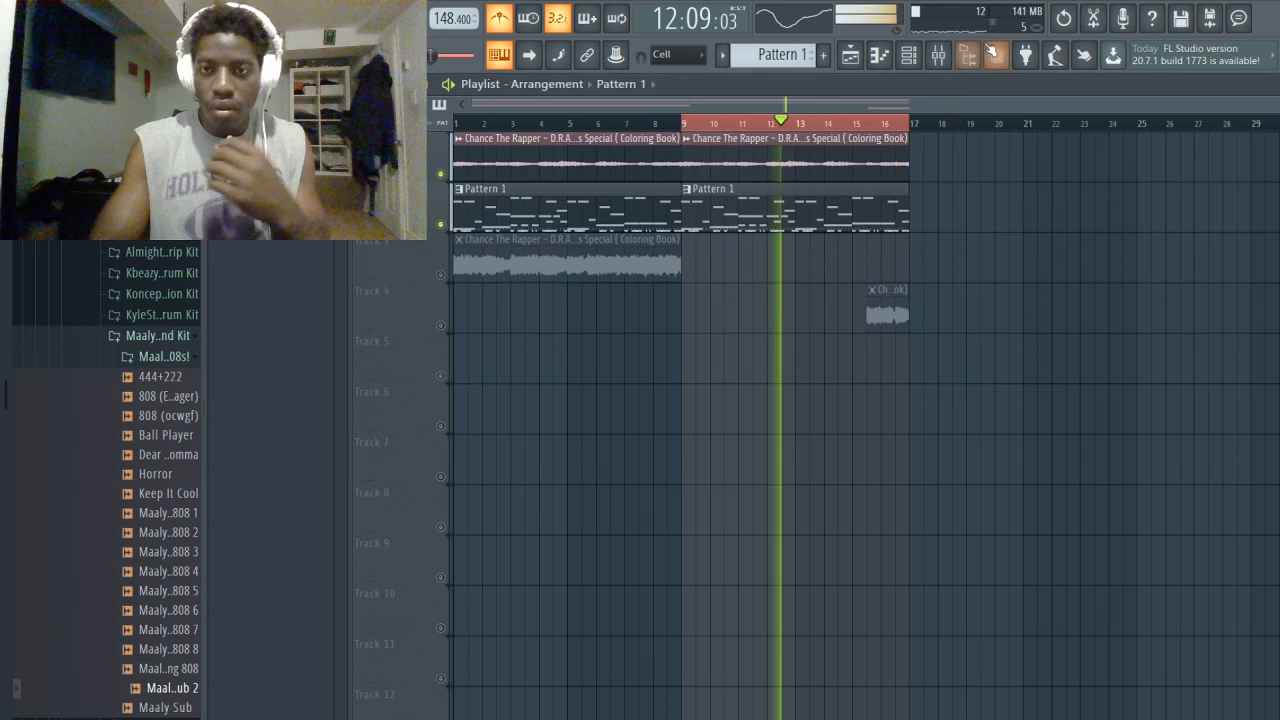 148.400
3.2
12:09:03
B:S:T
12
141 MB
5
Cell
Pattern 1
Today FL Studio version
20.7.1 build 1773 is available!
Playlist - Arrangement › Pattern 1 ›
PAT
1 2 3 4 5 6 7 8 9 10 11 12 13 14 15 16 17 18 19 20 21 22 23 24 25 26 27 28 29
Chance The Rapper - D.R.A...s Special ( Coloring Book)
Chance The Rapper - D.R.A...s Special ( Coloring Book)
Pattern 1
Pattern 1
Chance The Rapper - D.R.A...s Special ( Coloring Book)
Track 4
Ch..ok)
Track 5
Track 6
Track 7
Track 8
Track 9
Track 10
Track 11
Track 12
Almight..rip Kit
Kbeazy..rum Kit
Koncep..ion Kit
KyleSt..rum Kit
Maaly..nd Kit
Maal..08s!
444+222
808 (E..ager)
808 (ocwgf)
Ball Player
Dear ..omma
Horror
Keep It Cool
Maaly..808 1
Maaly..808 2
Maaly..808 3
Maaly..808 4
Maaly..808 5
Maaly..808 6
Maaly..808 7
Maaly..808 8
Maal..ng 808
Maal..ub 2
Maaly Sub